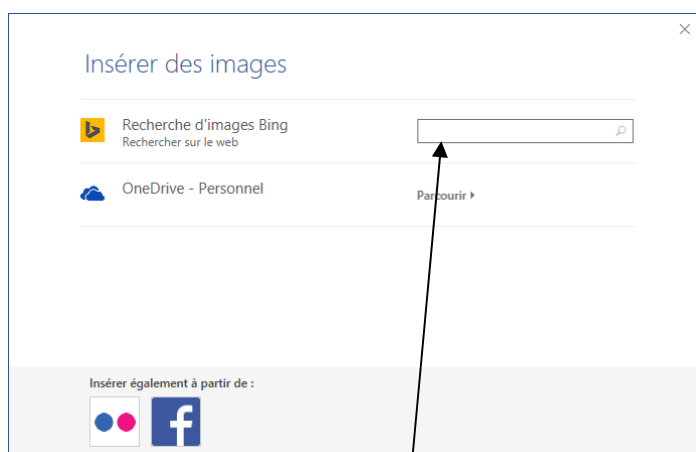 Insérer des images
Recherche d'images Bing
Rechercher sur le web
OneDrive - Personnel
Parcourir
Insérer également à partir de :